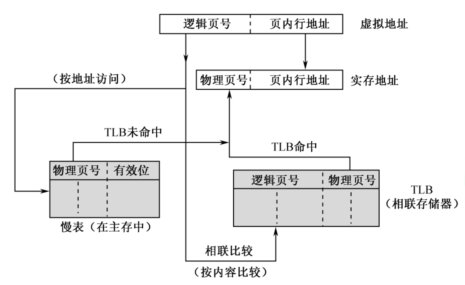 逻辑页号 页内行地址 虚拟地址
(按地址访问) 物理页号 页内行地址 实存地址
TLB未命中 TLB命中
物理页号 有效位
逻辑页号 物理页号 TLB
(相联存储器)
慢表(在主存中)
相联比较
(按内容比较)